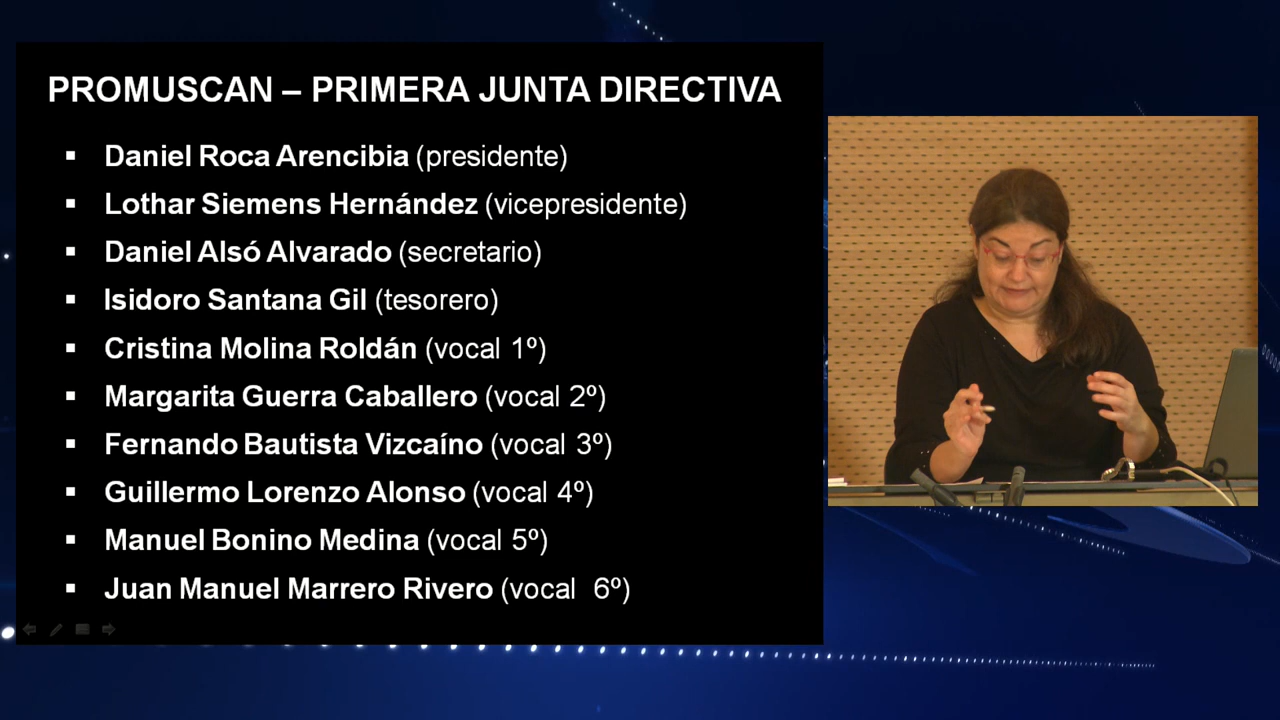 PROMUSCAN – PRIMERA JUNTA DIRECTIVA
▪ Daniel Roca Arencibia (presidente)
▪ Lothar Siemens Hernández (vicepresidente)
▪ Daniel Alsó Alvarado (secretario)
▪ Isidoro Santana Gil (tesorero)
▪ Cristina Molina Roldán (vocal 1º)
▪ Margarita Guerra Caballero (vocal 2º)
▪ Fernando Bautista Vizcaíno (vocal 3º)
▪ Guillermo Lorenzo Alonso (vocal 4º)
▪ Manuel Bonino Medina (vocal 5º)
▪ Juan Manuel Marrero Rivero (vocal 6º)